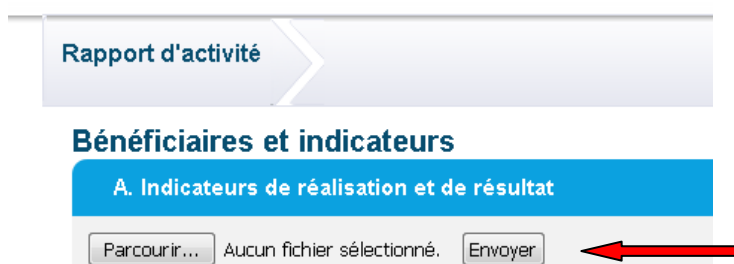 Rapport d'activité
Bénéficiaires et indicateurs
A. Indicateurs de réalisation et de résultat
Parcourir... Aucun fichier sélectionné. Envoyer